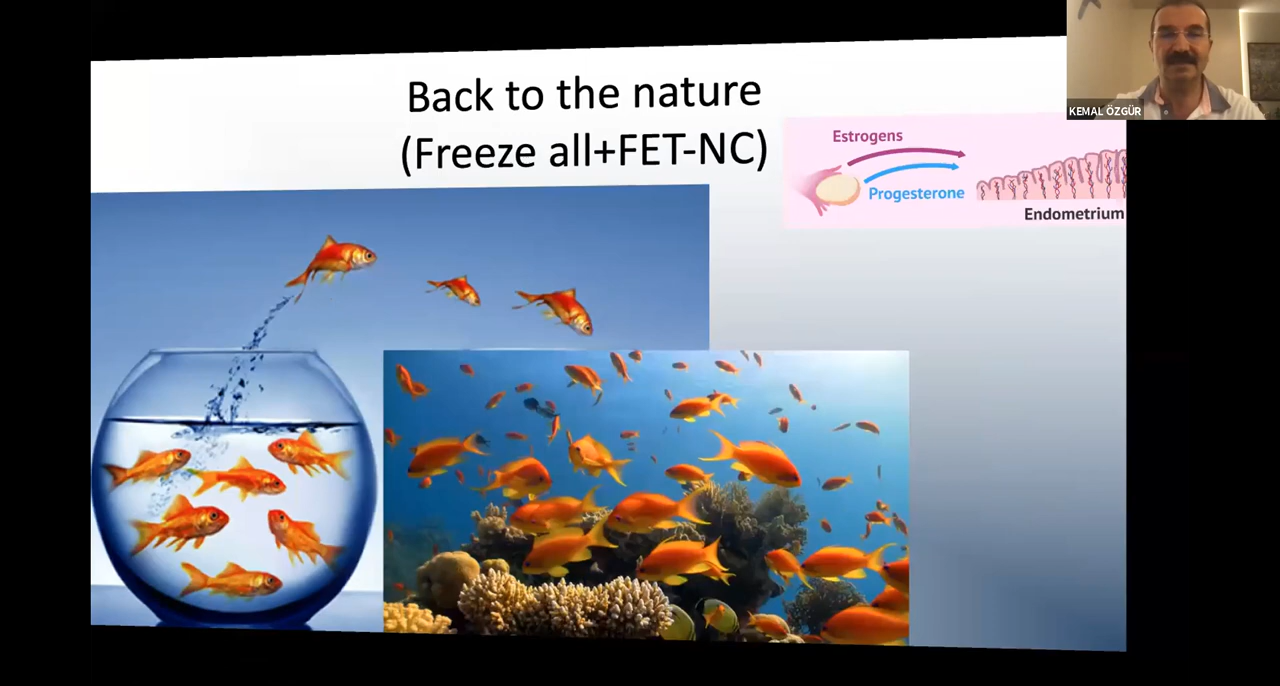 Back to the nature
(Freeze all+FET-NC)
KEMAL ÖZGÜR
Estrogens
Progesterone
Endometrium